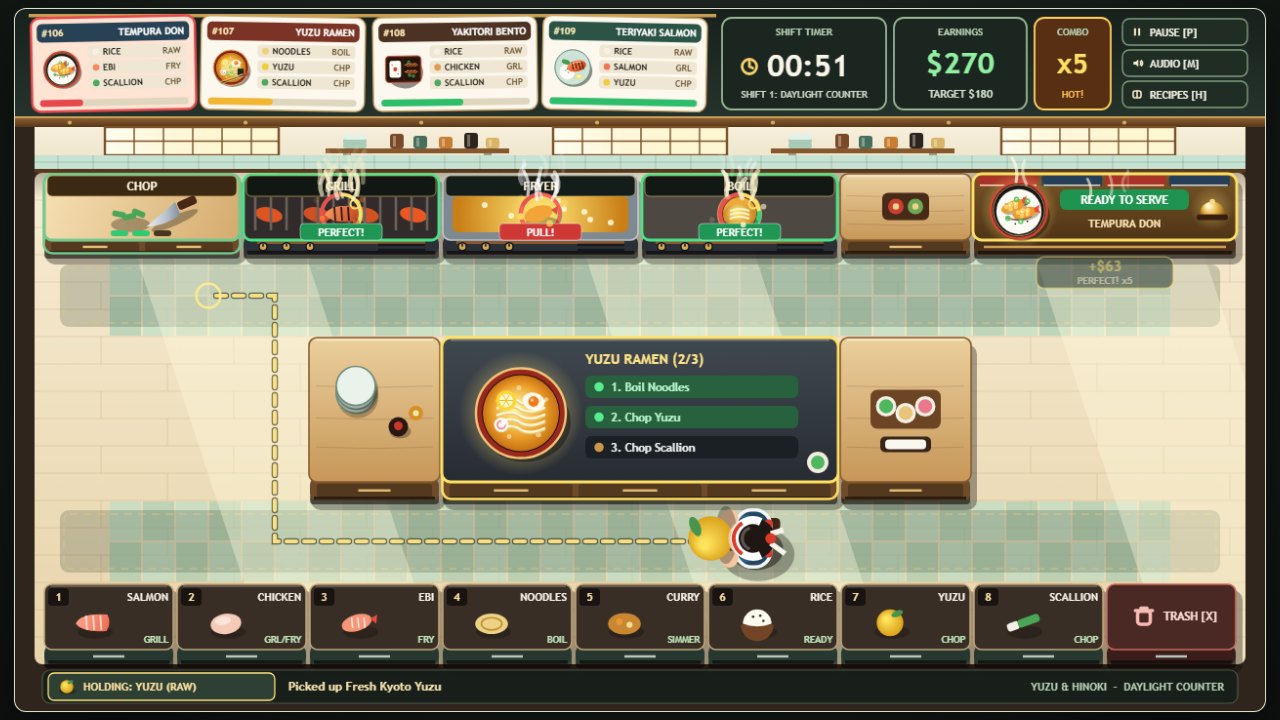 #106 TEMPURA DON
RICE RAW
EBI FRY
SCALLION CHP
#107 YUZU RAMEN
NOODLES BOIL
YUZU CHP
SCALLION CHP
#108 YAKITORI BENTO
RICE RAW
CHICKEN GRL
SCALLION CHP
#109 TERIYAKI SALMON
RICE RAW
SALMON GRL
YUZU CHP
SHIFT TIMER
00:51
SHIFT 1: DAYLIGHT COUNTER
EARNINGS
$270
TARGET $180
COMBO
x5
HOT!
PAUSE [P]
AUDIO [M]
RECIPES [H]
CHOP
GRILL
PERFECT!
FRYER
PULL!
BOIL
PERFECT!
READY TO SERVE
TEMPURA DON
+$63
PERFECT! x5
YUZU RAMEN (2/3)
1. Boil Noodles
2. Chop Yuzu
3. Chop Scallion
1 SALMON
GRILL
2 CHICKEN
GRL/FRY
3 EBI
FRY
4 NOODLES
BOIL
5 CURRY
SIMMER
6 RICE
READY
7 YUZU
CHOP
8 SCALLION
CHOP
TRASH [X]
HOLDING: YUZU (RAW)
Picked up Fresh Kyoto Yuzu
YUZU & HINOKI - DAYLIGHT COUNTER